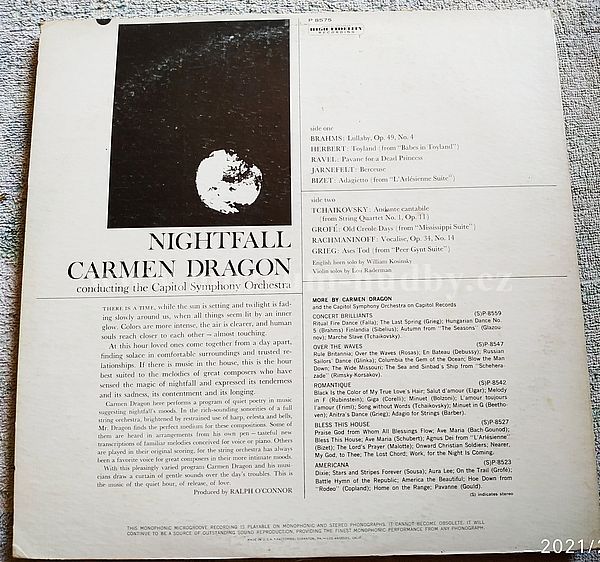 P 8575
HIGH FIDELITY
RECORDING
side one
BRAHMS: Lullaby, Op. 49, No. 4
HERBERT: Toyland (from "Babes in Toyland")
RAVEL: Pavane for a Dead Princess
JARNEFELT: Berceuse
BIZET: Adagietto (from "L'Arlésienne Suite")
side two
TCHAIKOVSKY: Andante cantabile
(from String Quartet No. 1, Op. 11)
GROFÉ: Old Creole Days (from "Mississippi Suite")
RACHMANINOFF: Vocalise, Op. 34, No. 14
GRIEG: Ases Tod (from "Peer Gynt Suite")
English horn solo by William Kosinsky
Violin solos by Lou Raderman
NIGHTFALL
CARMEN DRAGON
conducting the Capitol Symphony Orchestra
THERE IS A TIME, while the sun is setting and twilight is fad-
ing slowly around us, when all things seem lit by an inner
glow. Colors are more intense, the air is clearer, and human
souls reach closer to each other — almost touching.
At this hour loved ones come together from a day apart,
finding solace in comfortable surroundings and trusted re-
lationships. If there is music in the house, this is the hour
best suited to the melodies of great composers who have
sensed the magic of nightfall and expressed its tenderness
and its sadness, its contentment and its longing.
Carmen Dragon here performs a program of quiet poetry in music
suggesting nightfall's moods. In the rich-sounding sonorities of a full
string orchestra, brightened by restrained use of harp, celesta and bells,
Mr. Dragon finds the perfect medium for these compositions. Some of
them are heard in arrangements from his own pen — tasteful new
transcriptions of familiar melodies conceived for voice or piano. Others
are played in their original scoring, for the string orchestra has always
been a favorite voice for great composers in their more intimate moods.
With this pleasingly varied program Carmen Dragon and his musi-
cians draw a curtain of gentle sounds over the day's troubles. This is
the music of the quiet hour, of release, of love.
Produced by RALPH O'CONNOR
MORE BY CARMEN DRAGON
and the Capitol Symphony Orchestra on Capitol Records
CONCERT BRILLIANTS (S)P-8559
Ritual Fire Dance (Falla); The Last Spring (Grieg); Hungarian Dance No.
5 (Brahms) Finlandia (Sibelius); Autumn from "The Seasons" (Glazou-
nov); Marche Slave (Tchaikovsky).
OVER THE WAVES (S)P-8547
Rule Britannia; Over the Waves (Rosas); En Bateau (Debussy); Russian
Sailors' Dance (Glinka); Columbia the Gem of the Ocean; Blow the Man
Down; The Wide Missouri; The Sea and Sinbad's Ship from "Schehera-
zade" (Rimsky-Korsakov).
ROMANTIQUE (S)P-8542
Black Is the Color of My True Love's Hair; Salut d'amour (Elgar); Melody
in F (Rubinstein); Giga (Corelli); Minuet (Bolzoni); L'amour toujours
l'amour (Friml); Song without Words (Tchaikovsky); Minuet in G (Beetho-
ven); Anitra's Dance (Grieg); Adagio for Strings (Barber).
BLESS THIS HOUSE (S)P-8527
Praise God from Whom All Blessings Flow; Ave Maria (Bach-Gounod);
Bless This House; Ave Maria (Schubert); Agnus Dei from "L'Arlésienne"
(Bizet); The Lord's Prayer (Malotte); Onward Christian Soldiers; Nearer,
My God, to Thee; The Lost Chord; Work, for the Night Is Coming.
AMERICANA (S)P-8523
Dixie; Stars and Stripes Forever (Sousa); Aura Lee; On the Trail (Grofé);
Battle Hymn of the Republic; America the Beautiful; Hoe Down from
"Rodeo" (Copland); Home on the Range; Pavanne (Gould).
(S) indicates stereo
THIS MONOPHONIC MICROGROOVE RECORDING IS PLAYABLE ON MONOPHONIC AND STEREO PHONOGRAPHS. IT CANNOT BECOME OBSOLETE. IT WILL
CONTINUE TO BE A SOURCE OF OUTSTANDING SOUND REPRODUCTION, PROVIDING THE FINEST MONOPHONIC PERFORMANCE FROM ANY PHONOGRAPH.
2021/2